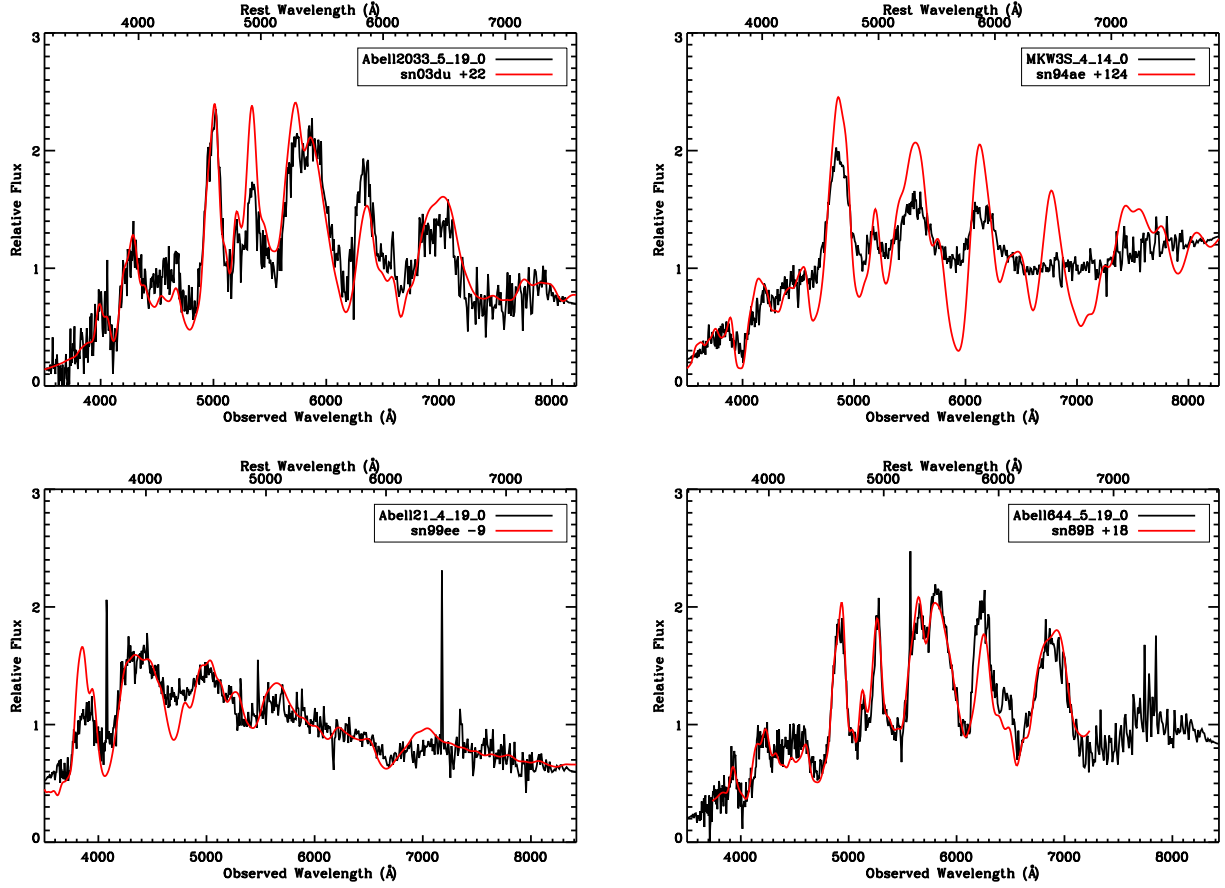 Rest Wavelength (Å)
4000 5000 6000 7000
3
2
1
0
Relative Flux
Abell2033_5_19_0
sn03du +22
4000 5000 6000 7000 8000
Observed Wavelength (Å)
Rest Wavelength (Å)
4000 5000 6000 7000
3
2
1
0
Relative Flux
MKW3S_4_14_0
sn94ae +124
4000 5000 6000 7000 8000
Observed Wavelength (Å)
Rest Wavelength (Å)
4000 5000 6000 7000
3
2
1
0
Relative Flux
Abell21_4_19_0
sn99ee -9
4000 5000 6000 7000 8000
Observed Wavelength (Å)
Rest Wavelength (Å)
4000 5000 6000 7000
3
2
1
0
Relative Flux
Abell644_5_19_0
sn89B +18
4000 5000 6000 7000 8000
Observed Wavelength (Å)